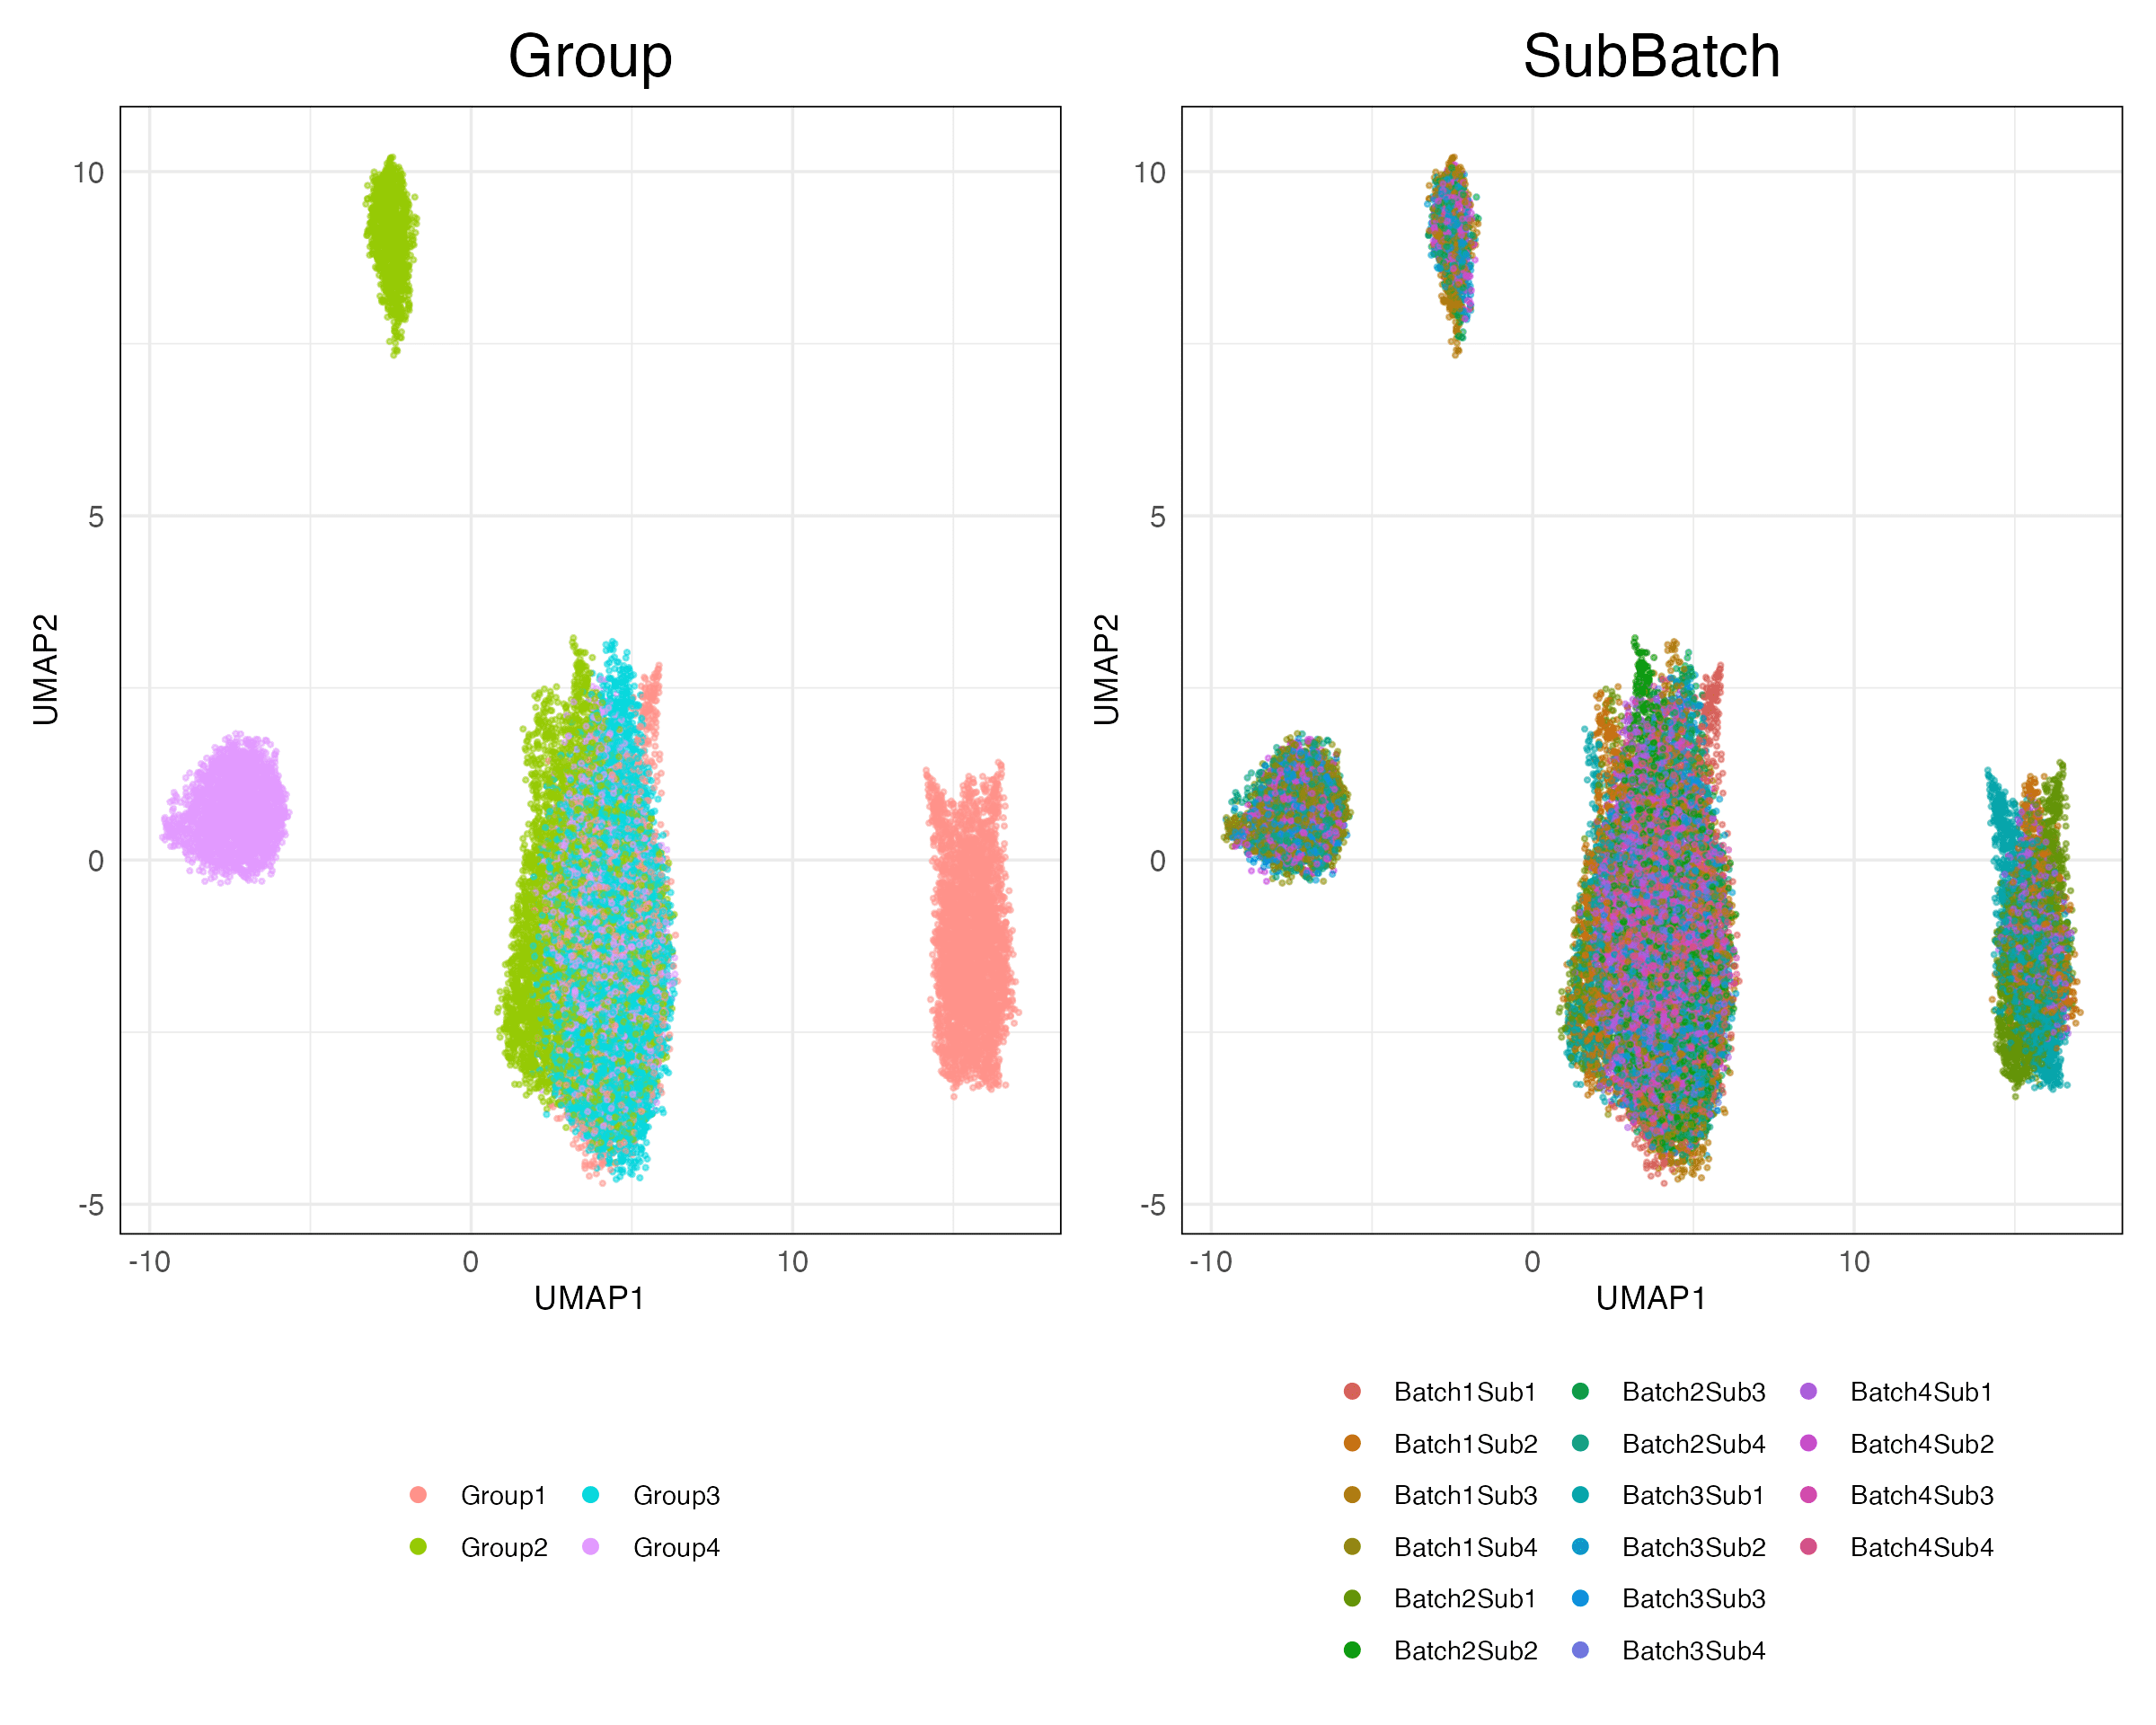 Group
SubBatch
10
5
0
-5
UMAP2
-10 0 10
UMAP1
10
5
0
-5
UMAP2
-10 0 10
UMAP1
Group1 Group3
Group2 Group4
Batch1Sub1 Batch2Sub3 Batch4Sub1
Batch1Sub2 Batch2Sub4 Batch4Sub2
Batch1Sub3 Batch3Sub1 Batch4Sub3
Batch1Sub4 Batch3Sub2 Batch4Sub4
Batch2Sub1 Batch3Sub3
Batch2Sub2 Batch3Sub4